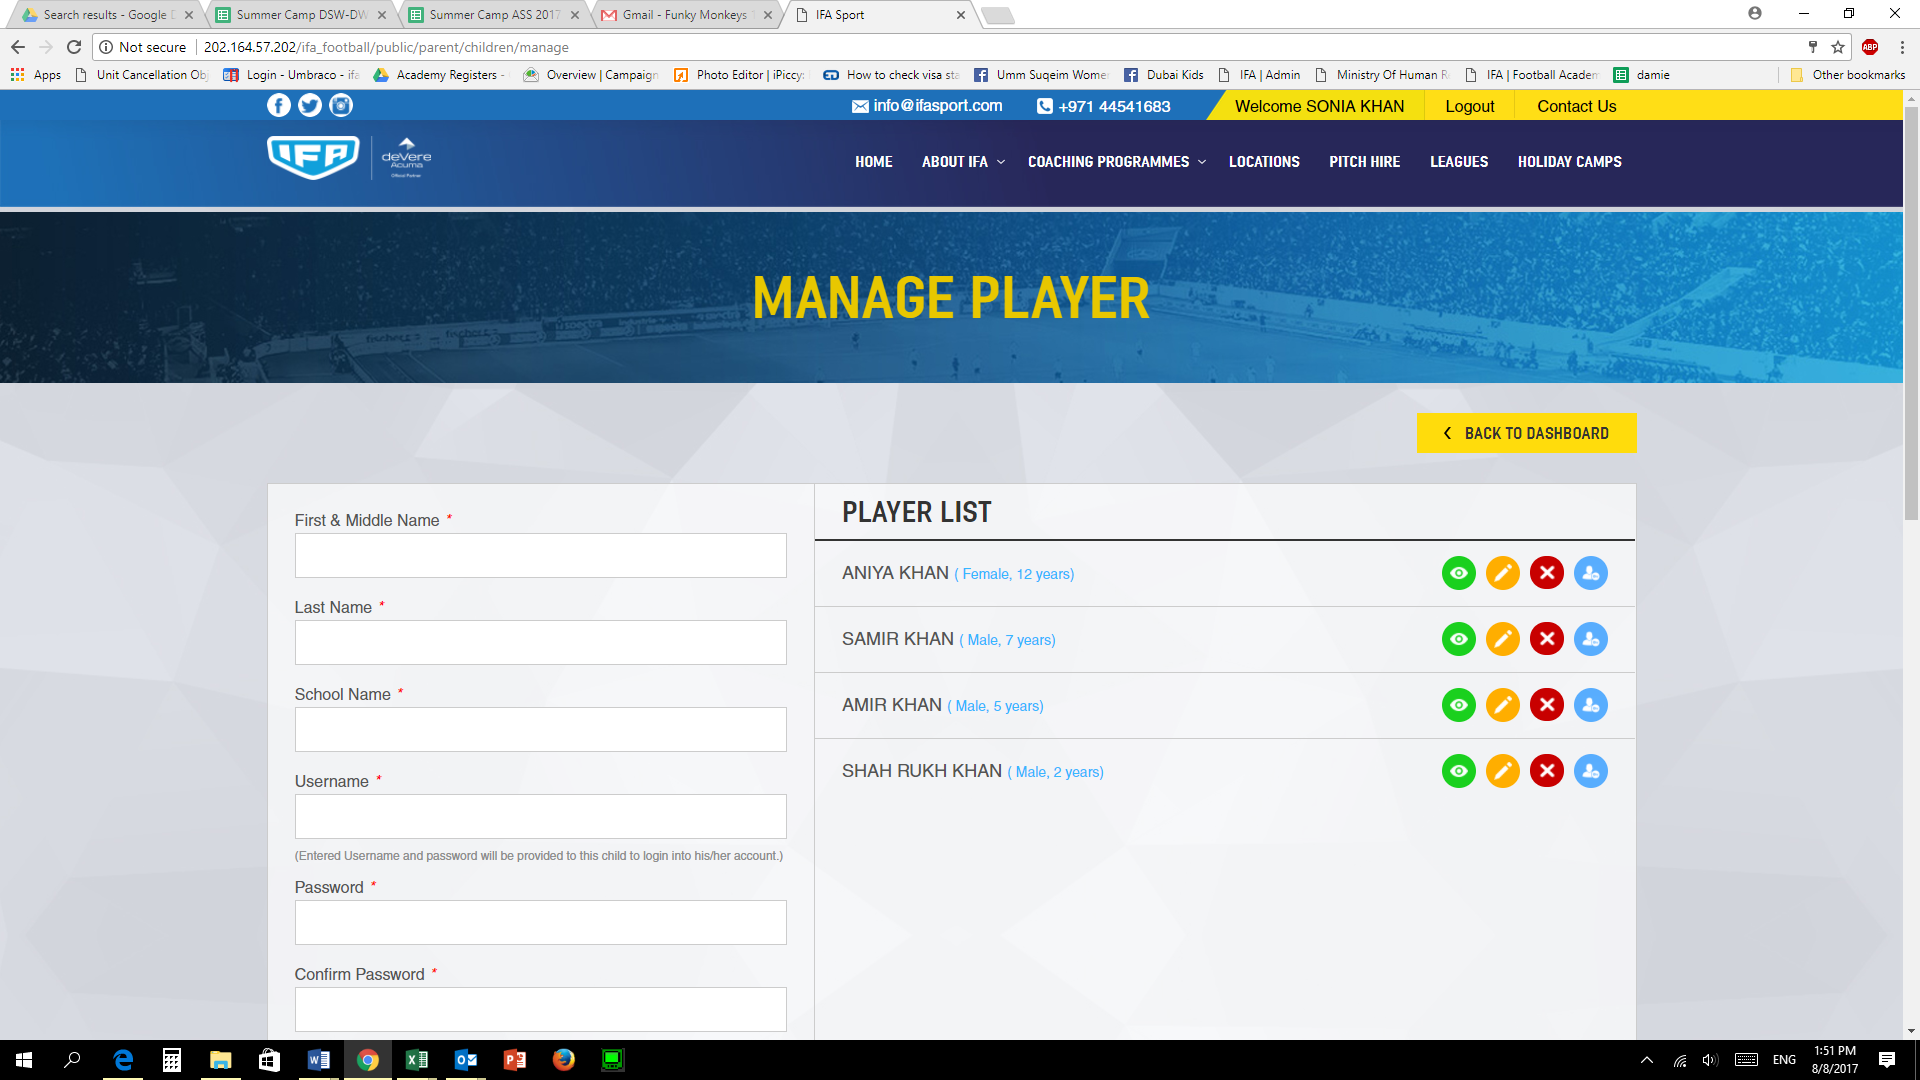 Search results - Google D
Summer Camp DSW-DW
Summer Camp ASS 2017
Gmail - Funky Monkeys
IFA Sport
Not secure
202.164.57.202/ifa_football/public/parent/children/manage
ABP
Apps
Unit Cancellation Ob
Login - Umbraco - ifa
Academy Registers -
Overview | Campaign
Photo Editor | iPiccy:
How to check visa sta
Umm Suqeim Wome
Dubai Kids
IFA | Admin
Ministry Of Human R
IFA | Football Academ
damie
Other bookmarks
info@ifasport.com
+971 44541683
Welcome SONIA KHAN
Logout
Contact Us
IFA
deVere
Acuma
Official Partner
HOME
ABOUT IFA
COACHING PROGRAMMES
LOCATIONS
PITCH HIRE
LEAGUES
HOLIDAY CAMPS
MANAGE PLAYER
BACK TO DASHBOARD
First & Middle Name *
Last Name *
School Name *
Username *
(Entered Username and password will be provided to this child to login into his/her account.)
Password *
Confirm Password *
PLAYER LIST
ANIYA KHAN ( Female, 12 years)
SAMIR KHAN ( Male, 7 years)
AMIR KHAN ( Male, 5 years)
SHAH RUKH KHAN ( Male, 2 years)
ENG
1:51 PM
8/8/2017